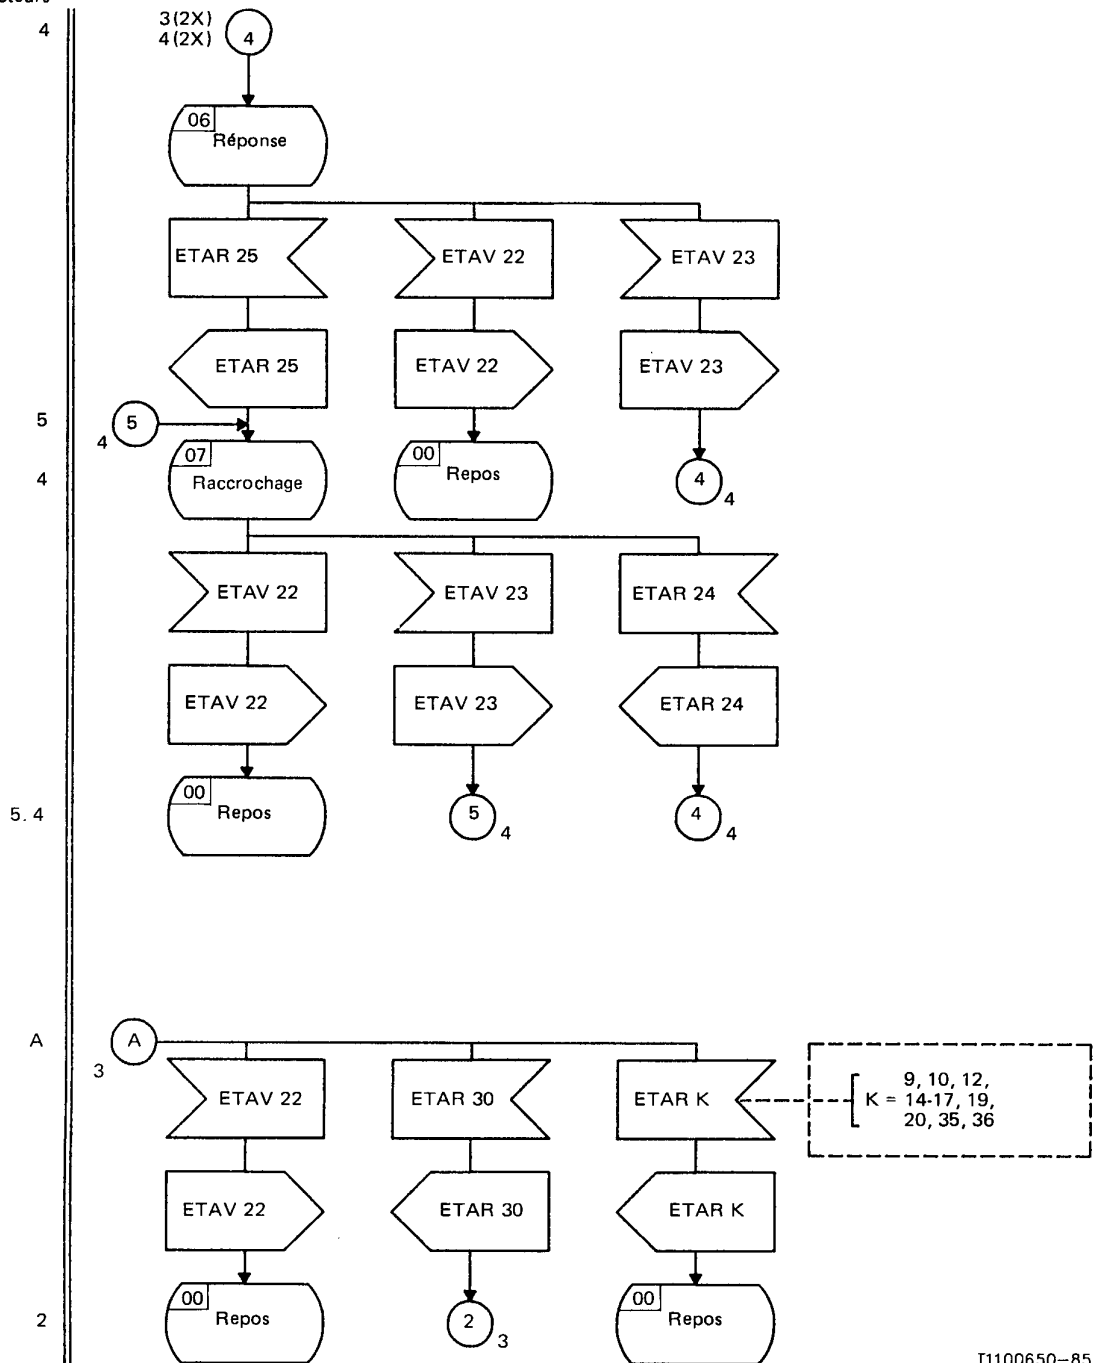 4
3(2X)
4(2X)
4
06
Réponse
ETAR 25
ETAV 22
ETAV 23
ETAR 25
ETAV 22
ETAV 23
5
5
4
4
07
Raccrochage
00
Repos
4
4
ETAV 22
ETAV 23
ETAR 24
ETAV 22
ETAV 23
ETAR 24
5. 4
00
Repos
5
4
4
4
A
A
3
ETAV 22
ETAR 30
ETAR K
K = 9, 10, 12,
14-17, 19,
20, 35, 36
ETAV 22
ETAR 30
ETAR K
2
00
Repos
2
3
00
Repos
T1100650-85